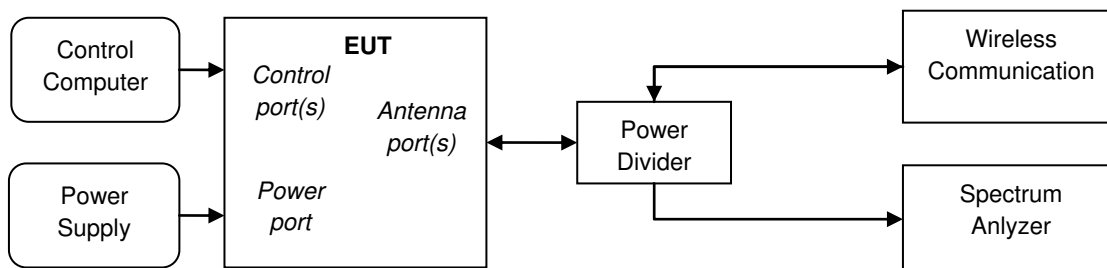 Control
Computer
Power
Supply
EUT
Control
port(s)
Antenna
port(s)
Power
port
Power
Divider
Wireless
Communication
Spectrum
Anlyzer